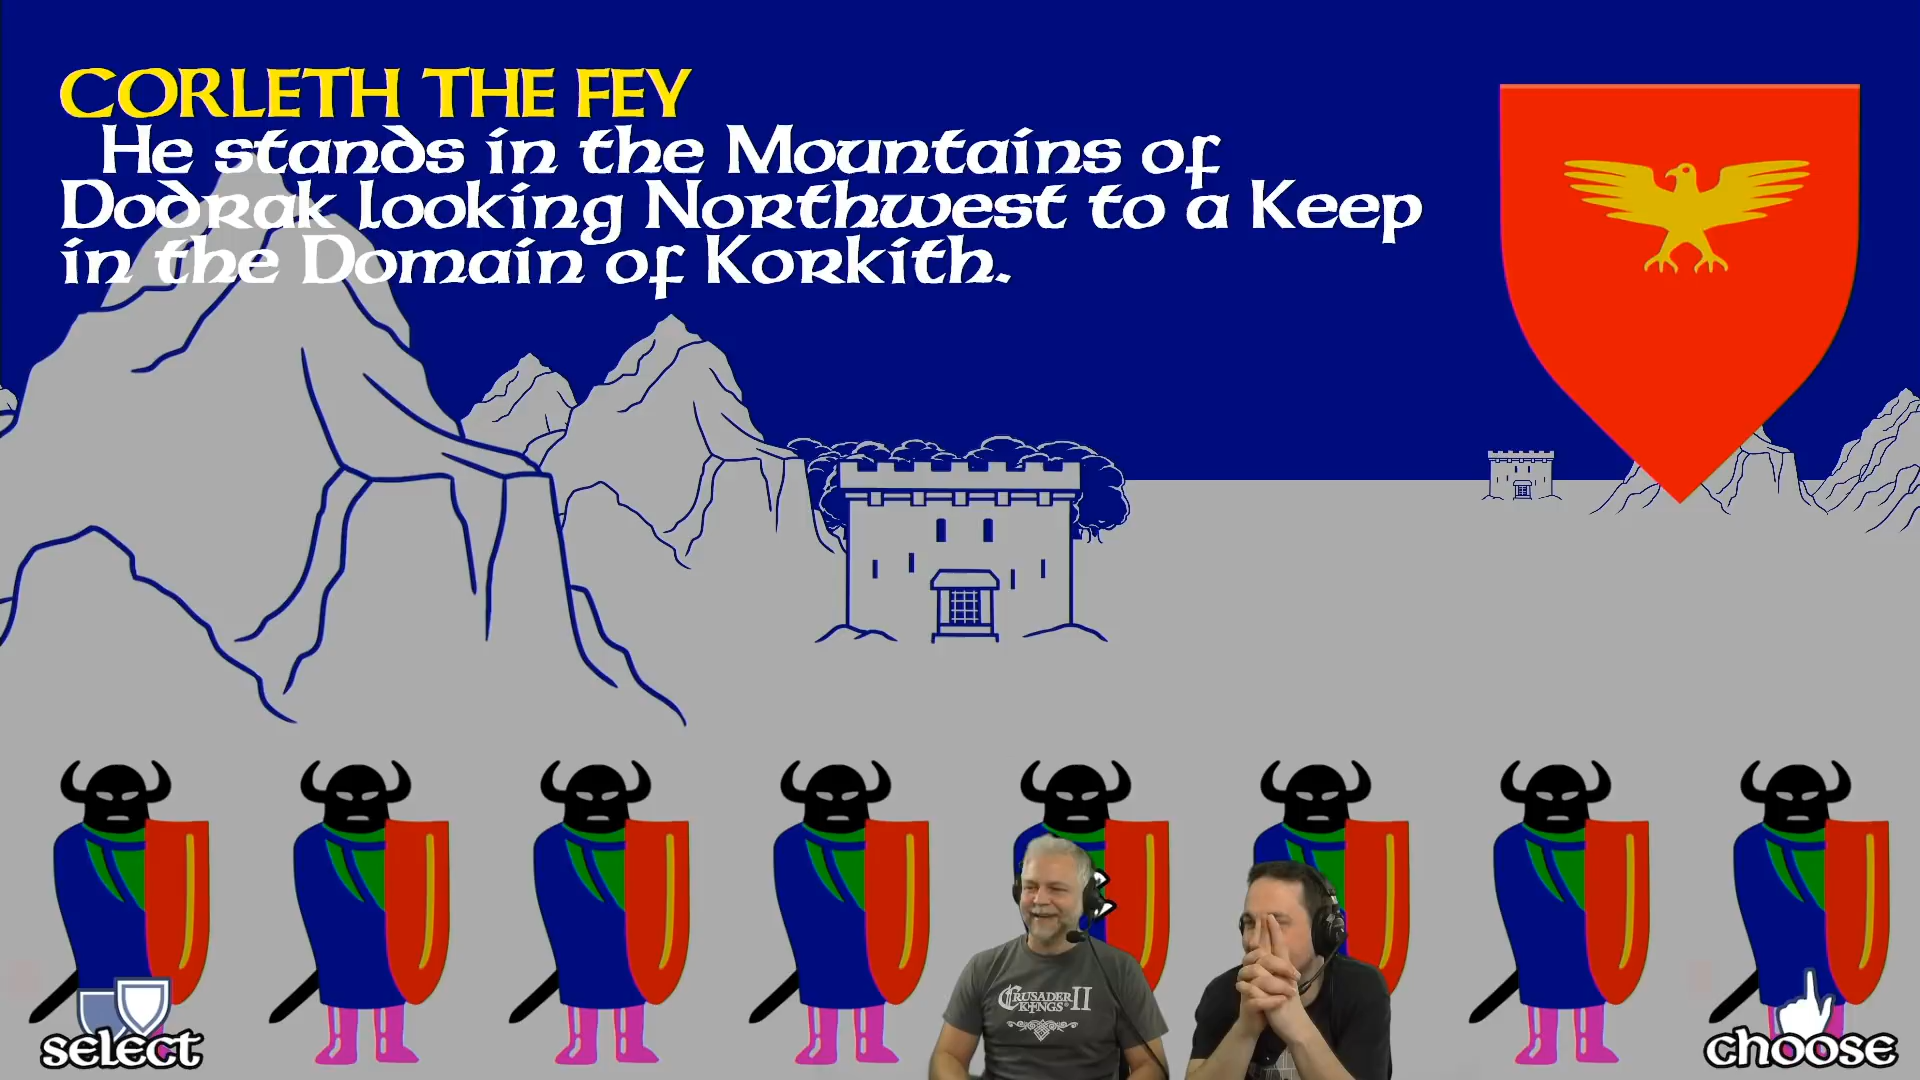 CORLETH THE FEY
He stands in the Mountains of
Dodrak looking Northwest to a Keep
in the Domain of Korkith.
CRUSADER
KINGS II
select
choose